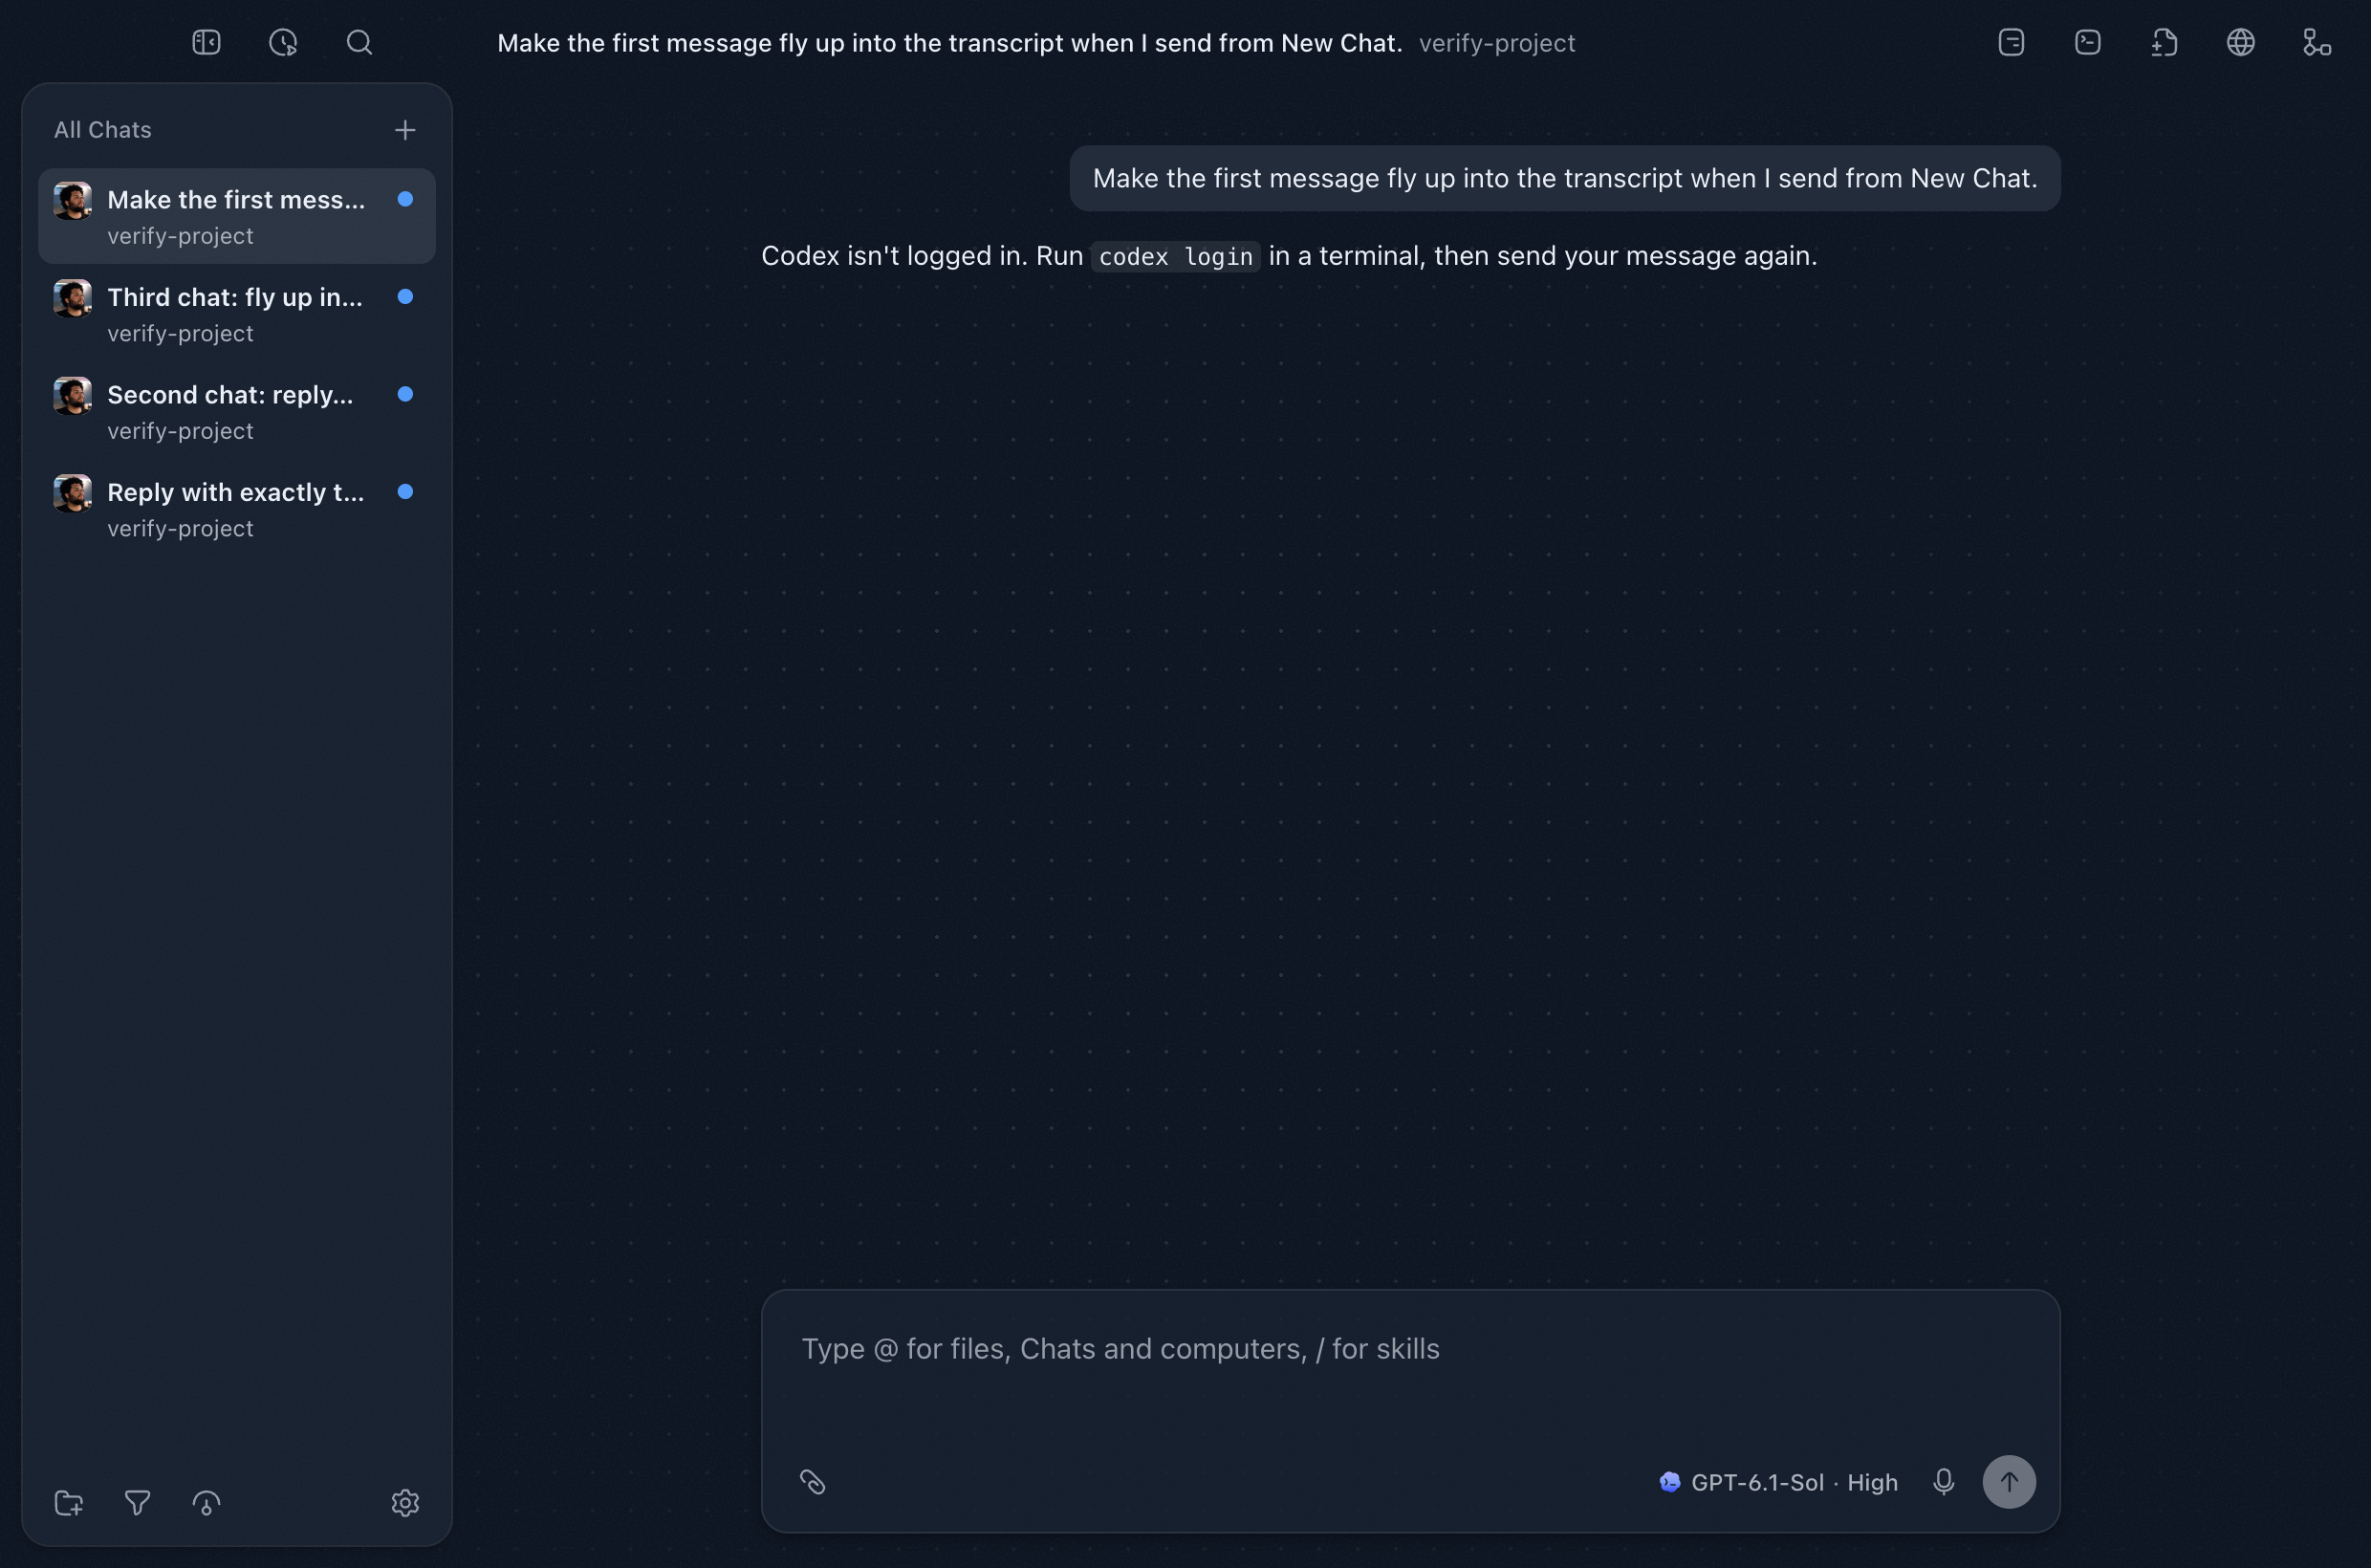 Make the first message fly up into the transcript when I send from New Chat. verify-project
All Chats
Make the first mess...
verify-project
Third chat: fly up in...
verify-project
Second chat: reply...
verify-project
Reply with exactly t...
verify-project
Make the first message fly up into the transcript when I send from New Chat.
Codex isn't logged in. Run codex login in a terminal, then send your message again.
Type @ for files, Chats and computers, / for skills
GPT-6.1-Sol · High